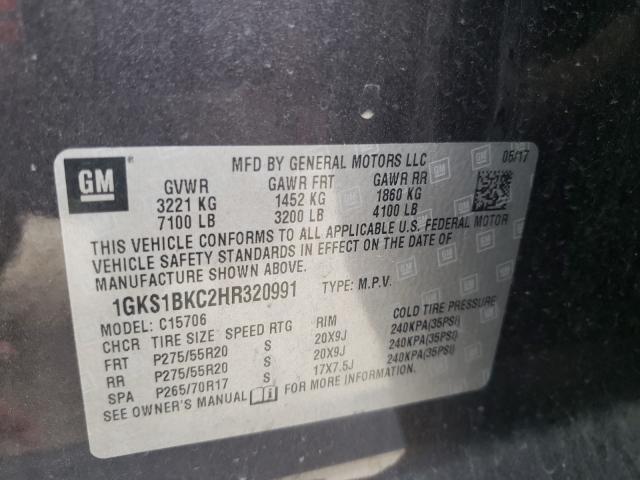 GM
MFD BY GENERAL MOTORS LLC 05/17
GVWR GAWR FRT GAWR RR
3221 KG 1452 KG 1860 KG
7100 LB 3200 LB 4100 LB
THIS VEHICLE CONFORMS TO ALL APPLICABLE U.S. FEDERAL MOTOR
VEHICLE SAFETY STANDARDS IN EFFECT ON THE DATE OF
MANUFACTURE SHOWN ABOVE.
1GKS1BKC2HR320991 TYPE: M.P.V.
MODEL: C15706
CHCR TIRE SIZE SPEED RTG RIM COLD TIRE PRESSURE
FRT P275/55R20 S 20X9J 240KPA(35PSI)
RR P275/55R20 S 20X9J 240KPA(35PSI)
SPA P265/70R17 S 17X7.5J 240KPA(35PSI)
SEE OWNER'S MANUAL FOR MORE INFORMATION.